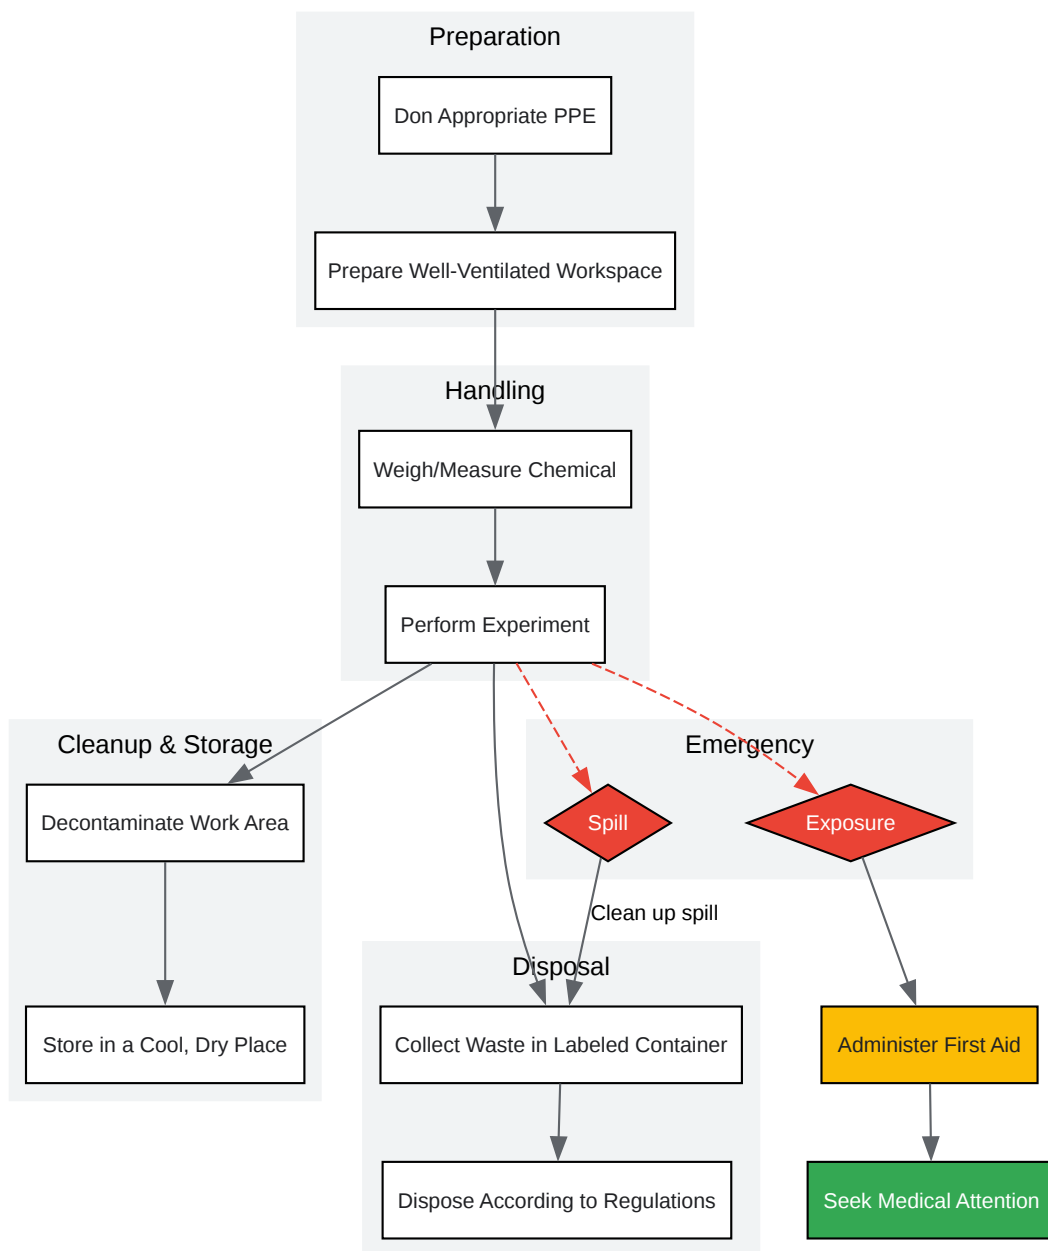 Preparation
Don Appropriate PPE
Prepare Well-Ventilated Workspace
Handling
Weigh/Measure Chemical
Perform Experiment
Cleanup & Storage
Decontaminate Work Area
Store in a Cool, Dry Place
Emergency
Spill
Exposure
Clean up spill
Disposal
Collect Waste in Labeled Container
Dispose According to Regulations
Administer First Aid
Seek Medical Attention